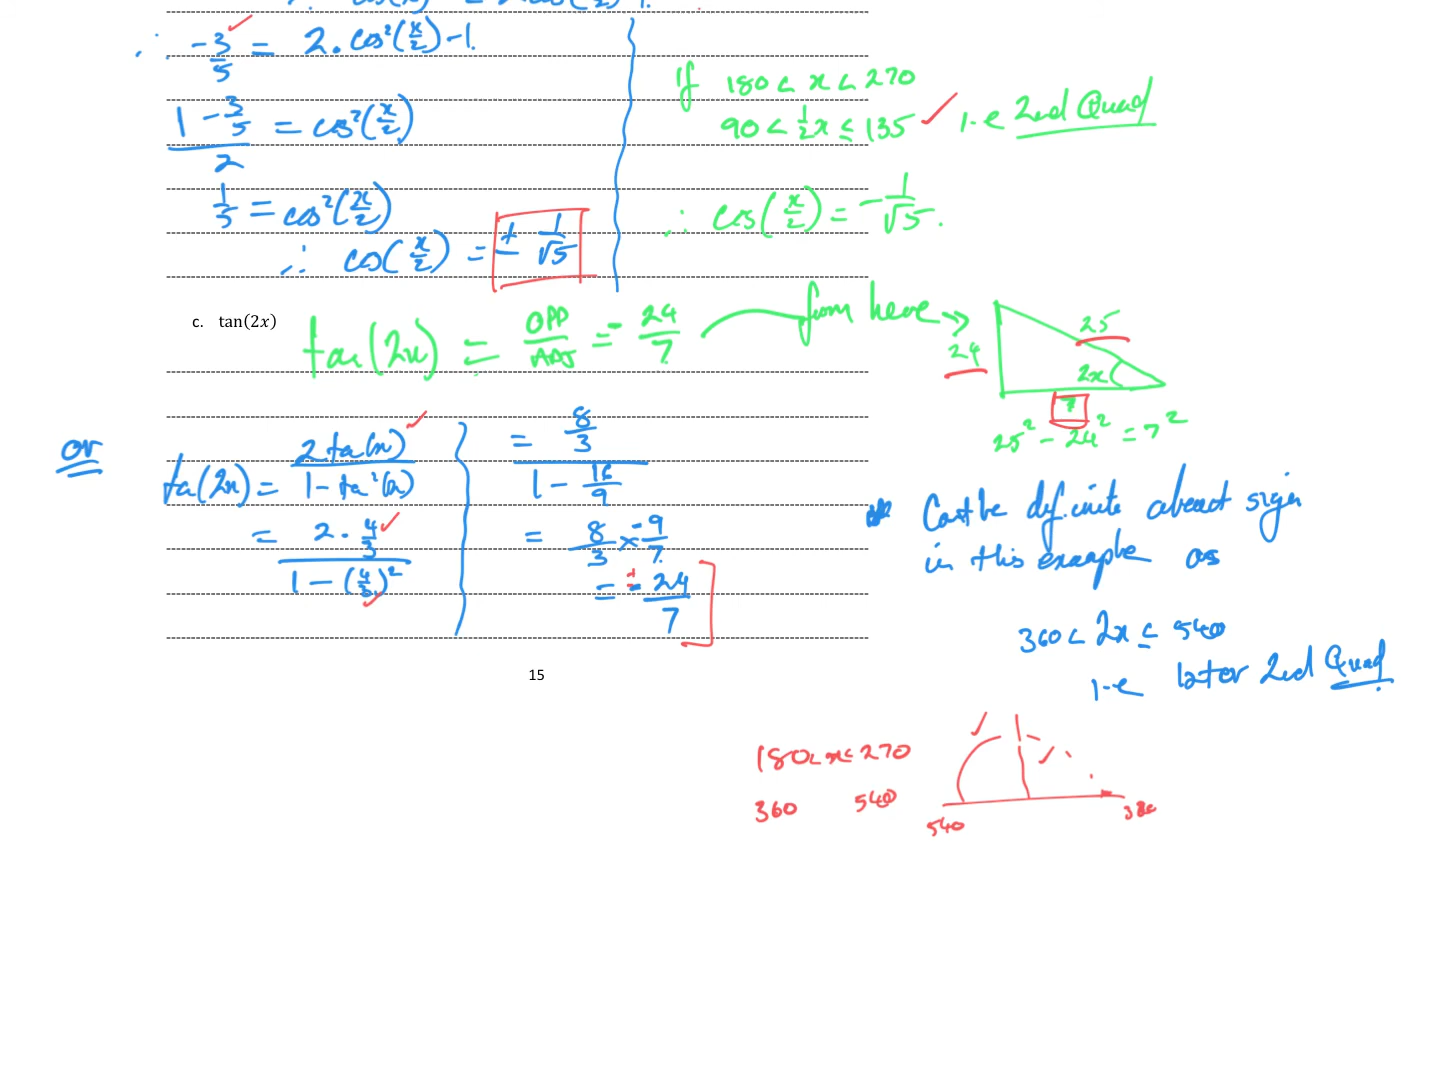 ∴ -3/5 = 2.cos²(x/2) -1.
(1 - 3/5)/2 = cos²(x/2)
1/5 = cos²(x/2)
∴ cos(x/2) = ± 1/√5
If 180 < x < 270
90 < ½x ≤ 135 ✓ i.e 2nd Quad
∴ cos(x/2) = -1/√5.
c. tan(2x)
tan(2x) = OPP/ADJ = -24/7
from here →
25
24
2x
7
25² - 24² = 7²
or
ta(2x) = 2 ta(x) / (1 - ta²(x)) ✓
= 2 · 4/3 ✓ / (1 - (4/3)²) ✓
= 8/3 / (1 - 16/9)
= 8/3 × -9/7
= -24/7
Can't be definite about sign
in this example as
360 < 2x ≤ 540
i-e later 2nd Quad
15
180 < x ≤ 270
360 540
540